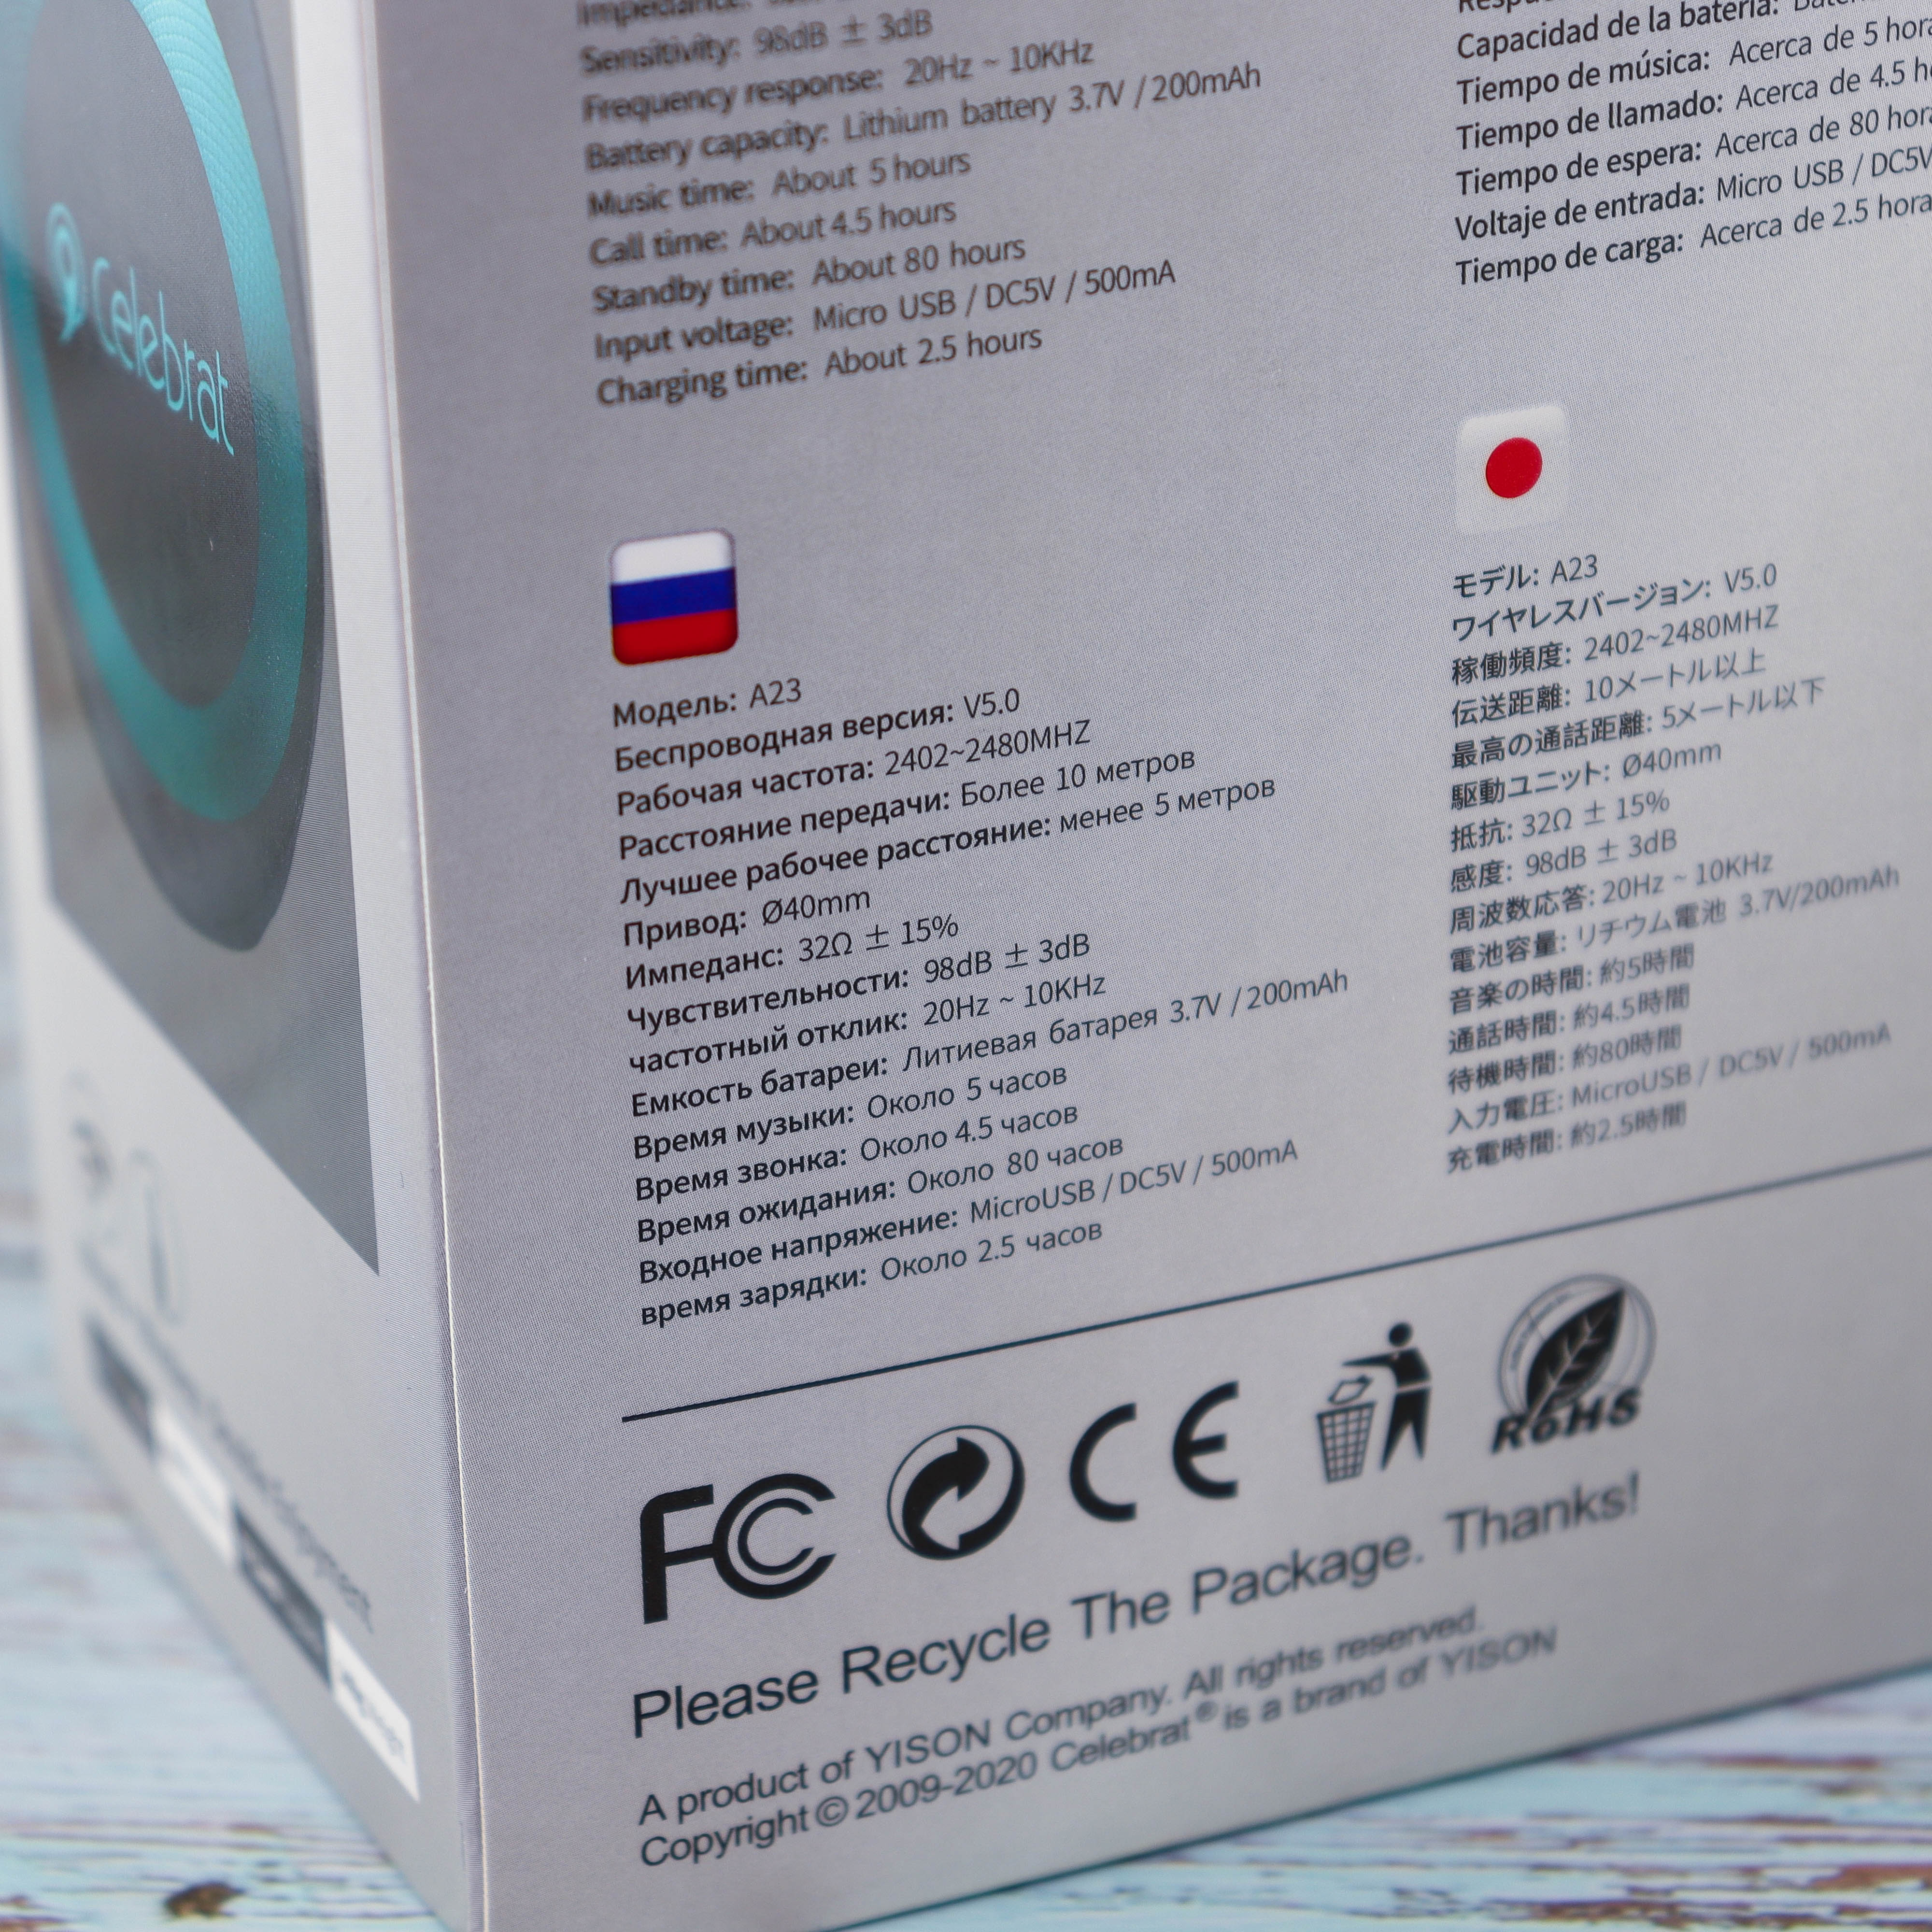 Celebrat
Sensitivity: 98dB ± 3dB
Frequency response: 20Hz ~ 10KHz
Battery capacity: Lithium battery 3.7V / 200mAh
Music time: About 5 hours
Call time: About 4.5 hours
Standby time: About 80 hours
Input voltage: Micro USB / DC5V / 500mA
Charging time: About 2.5 hours
Capacidad de la batería:
Tiempo de música: Acerca de 5
Tiempo de llamado: Acerca de 4.5
Tiempo de espera: Acerca de 80
Voltaje de entrada: Micro USB / DC5V
Tiempo de carga: Acerca de 2.5
Модель: A23
Беспроводная версия: V5.0
Рабочая частота: 2402~2480MHZ
Расстояние передачи: Более 10 метров
Лучшее рабочее расстояние: менее 5 метров
Привод: Ø40mm
Импеданс: 32Ω ± 15%
Чувствительности: 98dB ± 3dB
частотный отклик: 20Hz ~ 10KHz
Емкость батареи: Литиевая батарея 3.7V / 200mAh
Время музыки: Около 5 часов
Время звонка: Около 4.5 часов
Время ожидания: Около 80 часов
Входное напряжение: MicroUSB / DC5V / 500mA
время зарядки: Около 2.5 часов
モデル: A23
ワイヤレスバージョン: V5.0
稼働頻度: 2402~2480MHZ
伝送距離: 10メートル以上
最高の通話距離: 5メートル以下
駆動ユニット: Ø40mm
抵抗: 32Ω ± 15%
感度: 98dB ± 3dB
周波数応答: 20Hz ~ 10KHz
電池容量: リチウム電池 3.7V/200mAh
音楽の時間: 約5時間
通話時間: 約4.5時間
待機時間: 約80時間
入力電圧: MicroUSB / DC5V / 500mA
充電時間: 約2.5時間
FC CE RoHS
Please Recycle The Package. Thanks!
A product of YISON Company. All rights reserved.
Copyright © 2009-2020 Celebrat® is a brand of YISON